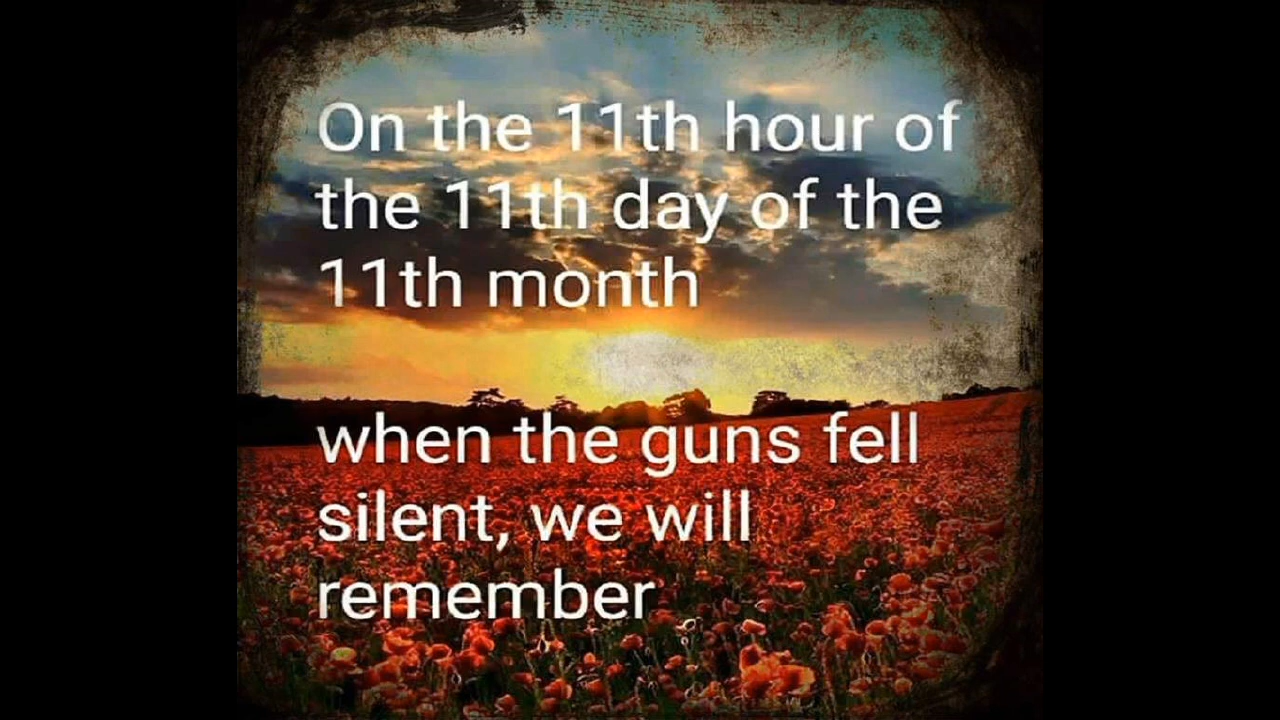 On the 11th hour of
the 11th day of the
11th month
when the guns fell
silent, we will
remember